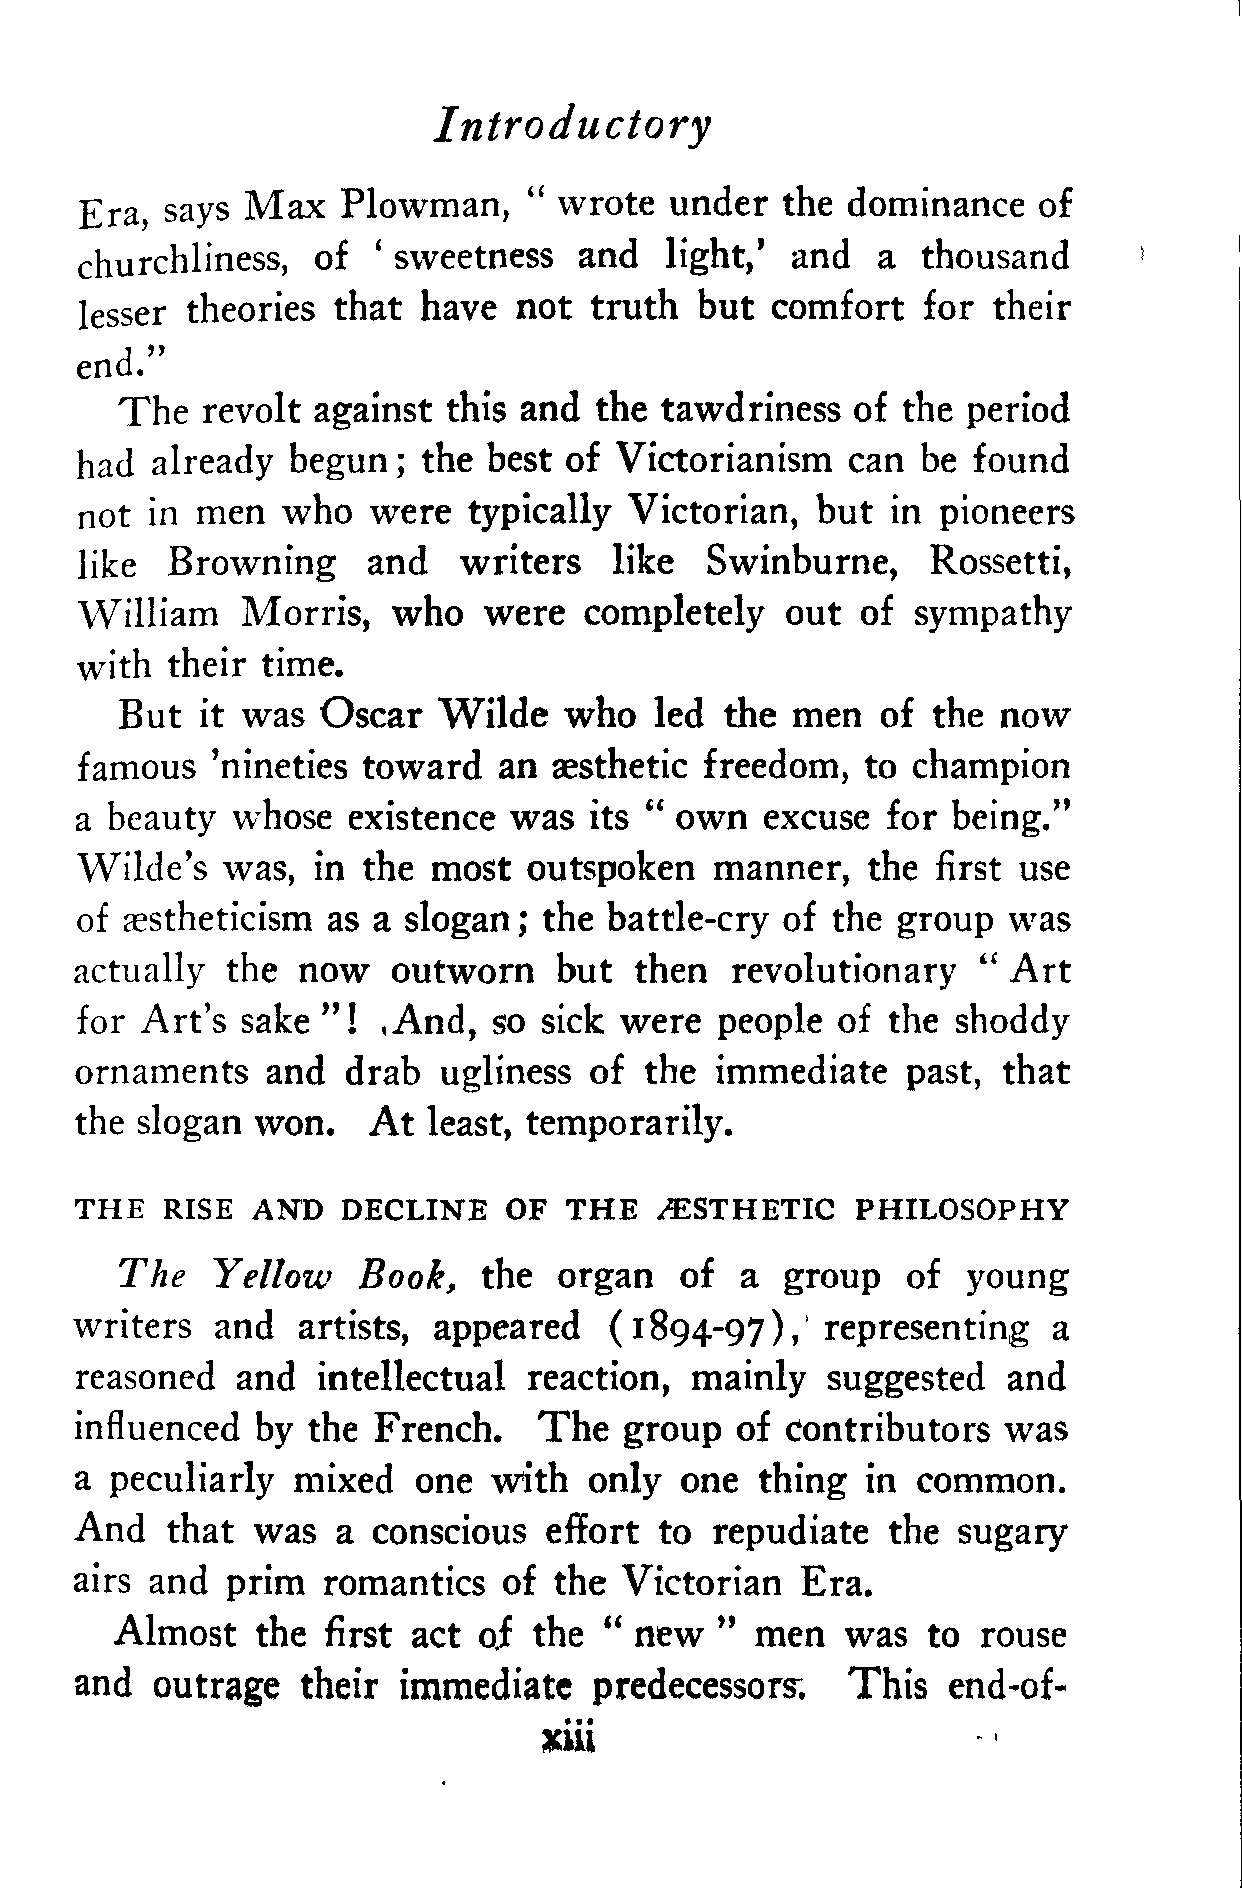 Introductory
Era, says Max Plowman, “ wrote under the dominance of
churchliness, of ‘ sweetness and light,’ and a thousand
lesser theories that have not truth but comfort for their
end.”
The revolt against this and the tawdriness of the period
had already begun ; the best of Victorianism can be found
not in men who were typically Victorian, but in pioneers
like Browning and writers like Swinburne, Rossetti,
William Morris, who were completely out of sympathy
with their time.
But it was Oscar Wilde who led the men of the now
famous ’nineties toward an æsthetic freedom, to champion
a beauty whose existence was its “ own excuse for being.”
Wilde’s was, in the most outspoken manner, the first use
of æstheticism as a slogan ; the battle-cry of the group was
actually the now outworn but then revolutionary “ Art
for Art’s sake ”! And, so sick were people of the shoddy
ornaments and drab ugliness of the immediate past, that
the slogan won. At least, temporarily.
THE RISE AND DECLINE OF THE ÆSTHETIC PHILOSOPHY
The Yellow Book, the organ of a group of young
writers and artists, appeared (1894-97), representing a
reasoned and intellectual reaction, mainly suggested and
influenced by the French. The group of contributors was
a peculiarly mixed one with only one thing in common.
And that was a conscious effort to repudiate the sugary
airs and prim romantics of the Victorian Era.
Almost the first act of the “ new ” men was to rouse
and outrage their immediate predecessors. This end-of-
xiii